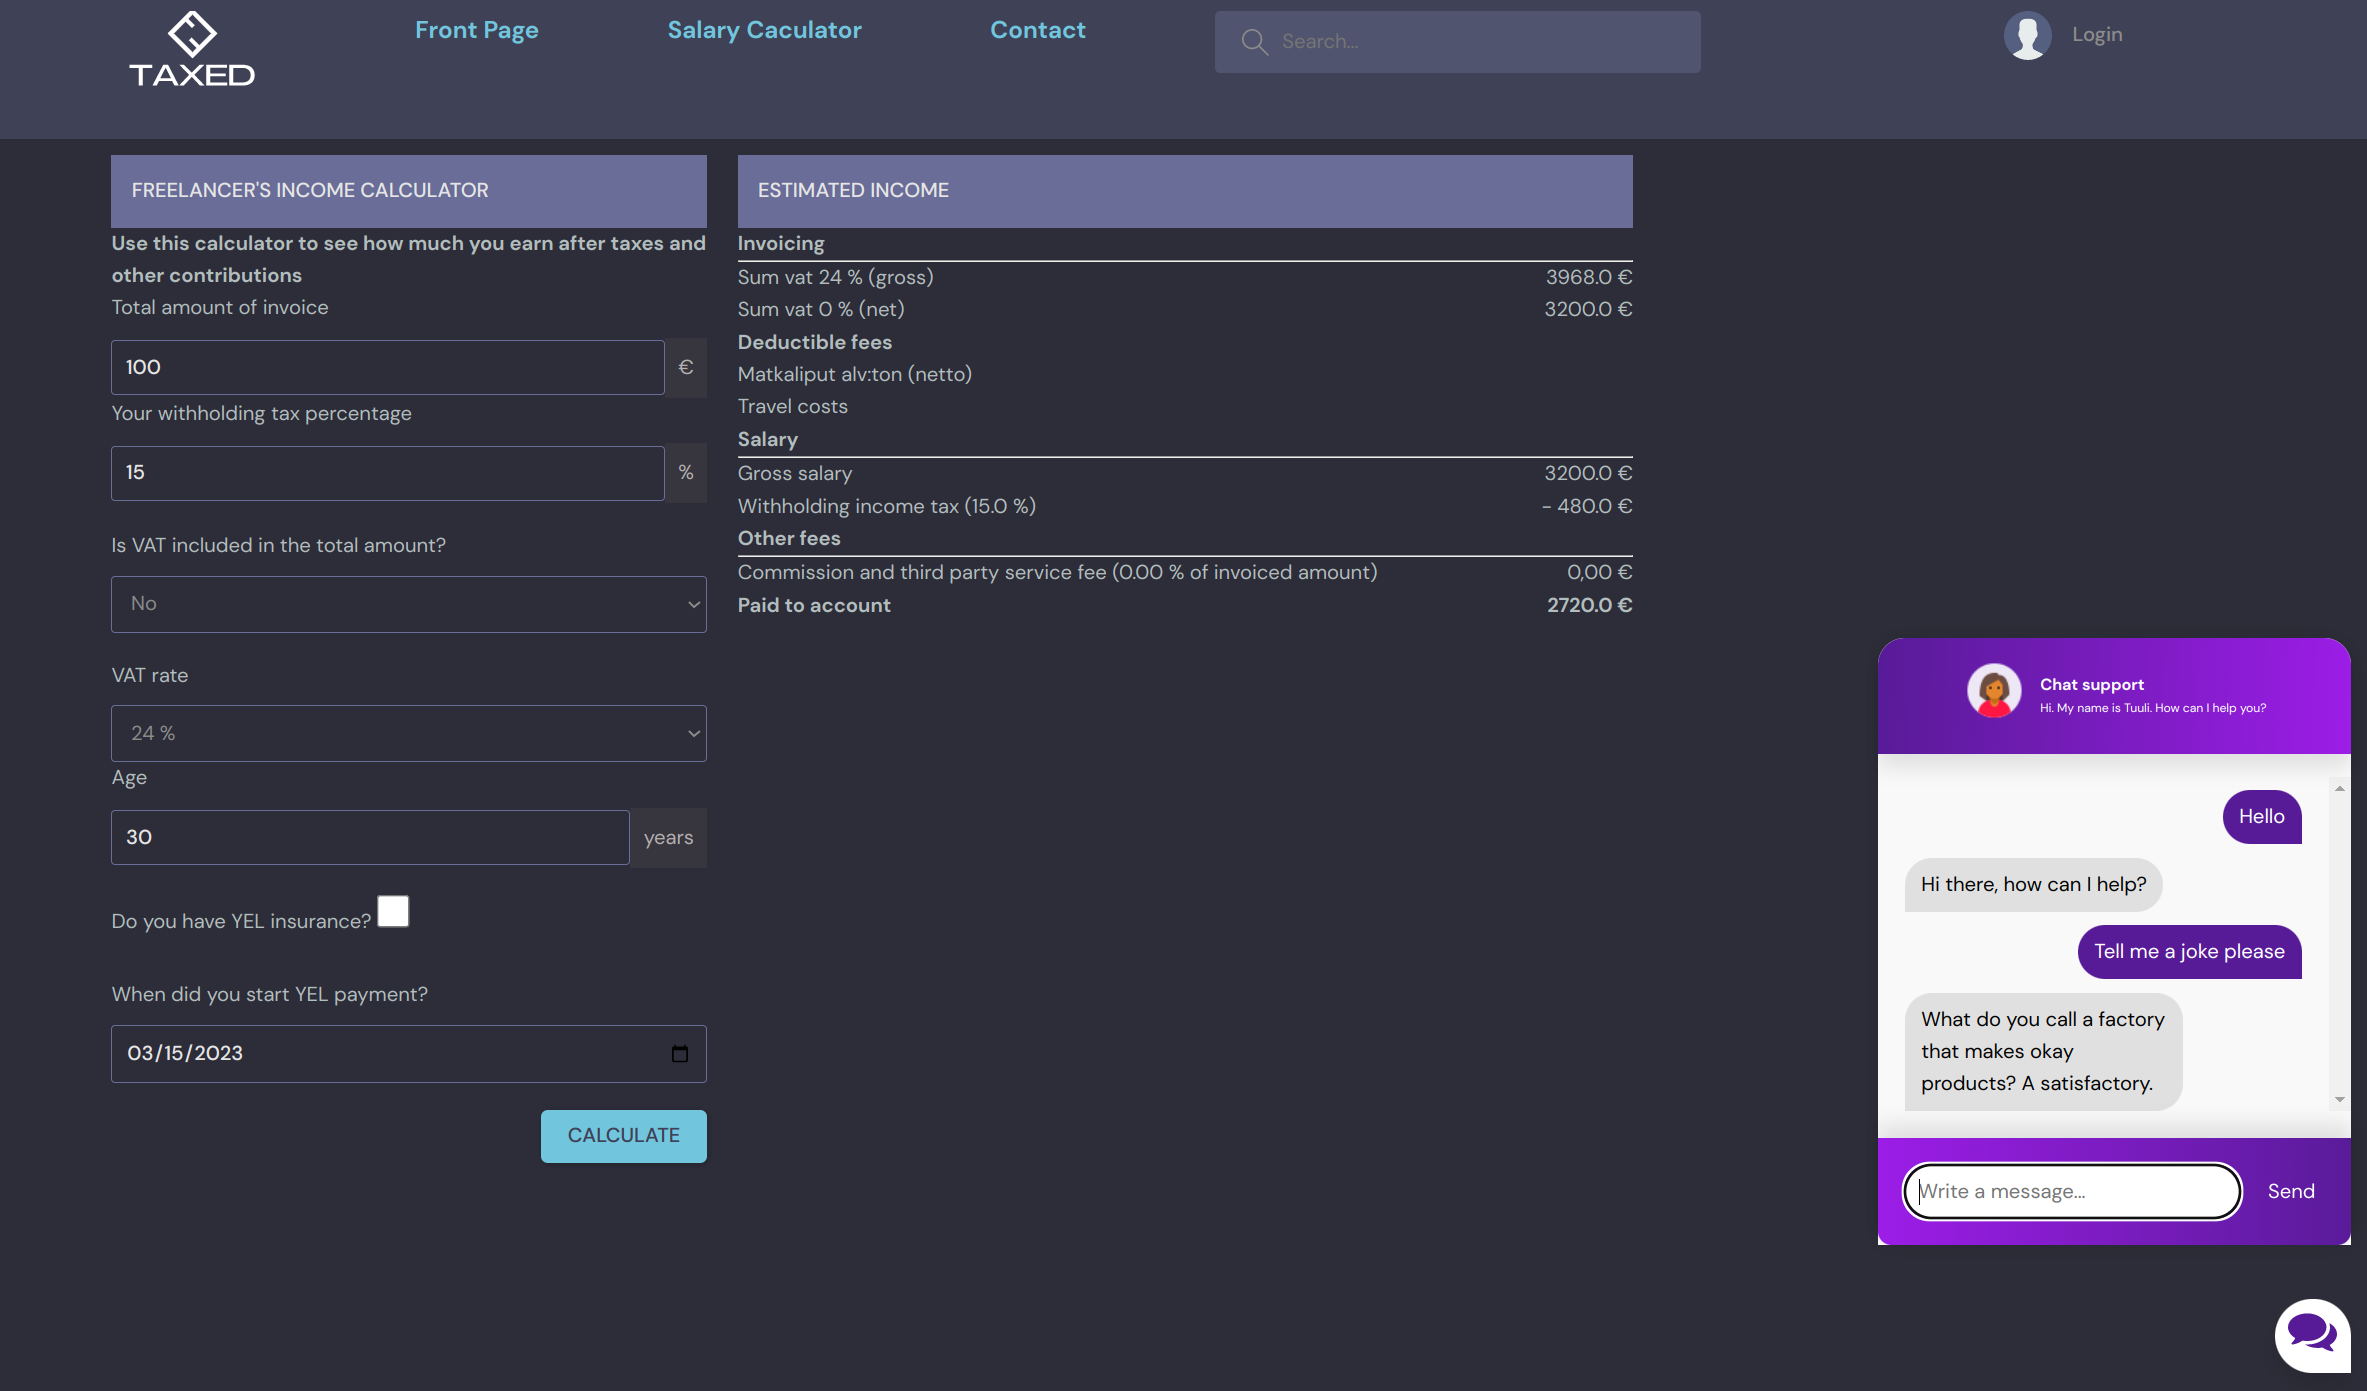 TAXED
Front Page
Salary Caculator
Contact
Search...
Login
FREELANCER'S INCOME CALCULATOR
Use this calculator to see how much you earn after taxes and
other contributions
Total amount of invoice
100 €
Your withholding tax percentage
15 %
Is VAT included in the total amount?
No
VAT rate
24 %
Age
30 years
Do you have YEL insurance?
When did you start YEL payment?
03/15/2023
CALCULATE
ESTIMATED INCOME
Invoicing
Sum vat 24 % (gross) 3968.0 €
Sum vat 0 % (net) 3200.0 €
Deductible fees
Matkaliput alv:ton (netto)
Travel costs
Salary
Gross salary 3200.0 €
Withholding income tax (15.0 %) - 480.0 €
Other fees
Commission and third party service fee (0.00 % of invoiced amount) 0,00 €
Paid to account 2720.0 €
Chat support
Hi. My name is Tuuli. How can I help you?
Hello
Hi there, how can I help?
Tell me a joke please
What do you call a factory
that makes okay
products? A satisfactory.
Write a message...
Send